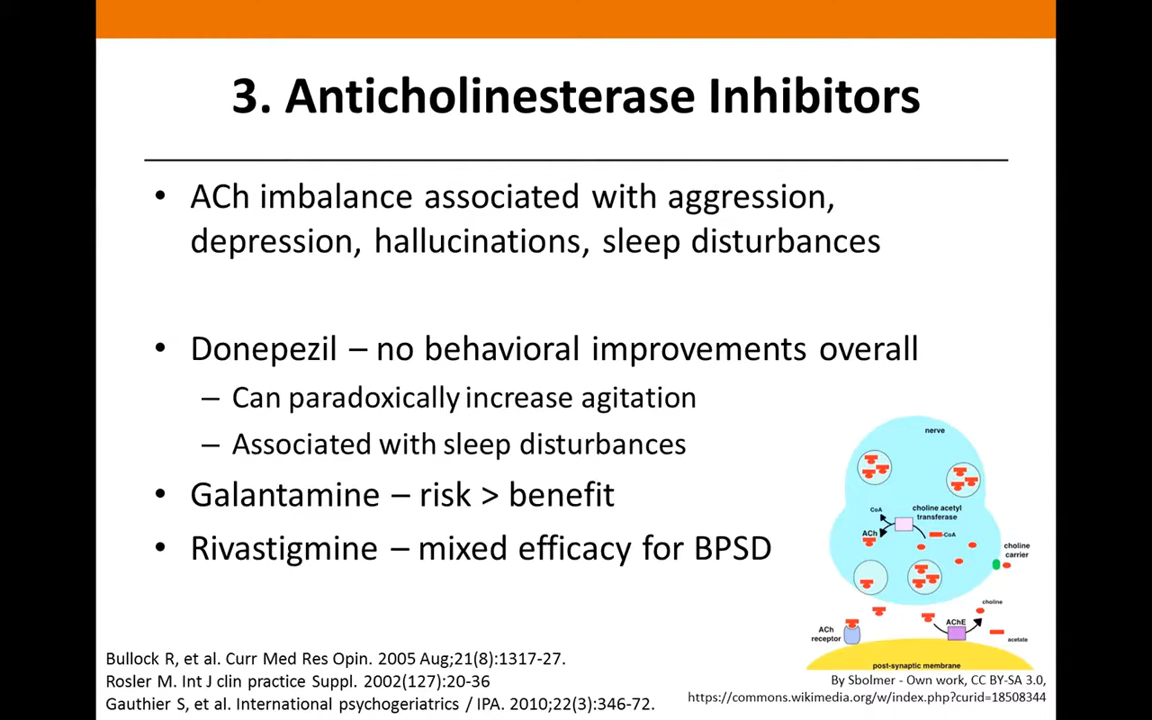 3. Anticholinesterase Inhibitors
• ACh imbalance associated with aggression,
depression, hallucinations, sleep disturbances
• Donepezil – no behavioral improvements overall
– Can paradoxically increase agitation
– Associated with sleep disturbances
• Galantamine – risk > benefit
• Rivastigmine – mixed efficacy for BPSD
nerve
choline acetyl
transferase
CoA
ACh
-CoA
choline
carrier
choline
AChE
ACh
receptor
acetate
post-synaptic membrane
Bullock R, et al. Curr Med Res Opin. 2005 Aug;21(8):1317-27.
Rosler M. Int J clin practice Suppl. 2002(127):20-36
Gauthier S, et al. International psychogeriatrics / IPA. 2010;22(3):346-72.
By Sbolmer - Own work, CC BY-SA 3.0,
https://commons.wikimedia.org/w/index.php?curid=18508344